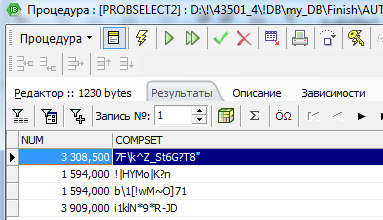 Процедура : [PROBSELECT2] : D:\!\43501_4\!DB\my_DB\Finish\AUT
Процедура
Редактор :: 1230 bytes Результаты Описание Зависимости
Запись №: 1
NUM COMPSET
3 308,500 7F\k^Z_St6G?T8"
1 594,000 !|HYMo|K?n
1 594,000 b\1[!wM~O]71
3 909,000 i1klN*9*R-JD